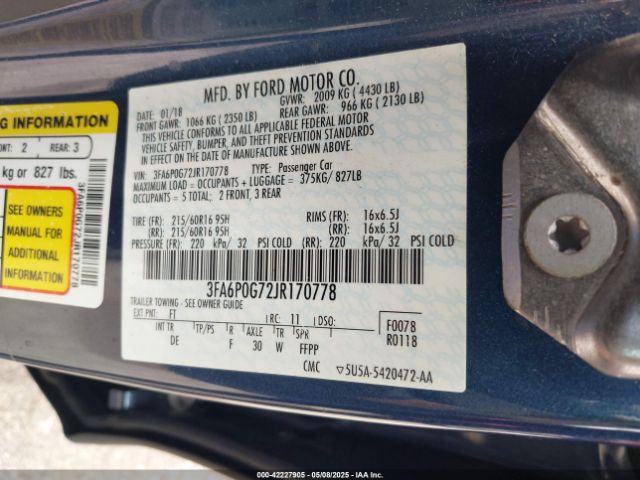 MFD. BY FORD MOTOR CO.
DATE: 01/18 GVWR: 2009 KG ( 4430 LB)
FRONT GAWR: 1066 KG ( 2350 LB) REAR GAWR: 966 KG ( 2130 LB)
THIS VEHICLE CONFORMS TO ALL APPLICABLE FEDERAL MOTOR
VEHICLE SAFETY, BUMPER, AND THEFT PREVENTION STANDARDS
IN EFFECT ON THE DATE OF MANUFACTURE SHOWN ABOVE.
VIN: 3FA6P0G72JR170778 TYPE: Passenger Car
MAXIMUM LOAD = OCCUPANTS + LUGGAGE = 375KG/ 827LB
OCCUPANTS = 5 TOTAL: 2 FRONT, 3 REAR
TIRE (FR): 215/60R16 95H RIMS (FR): 16x6.5J
(RR): 215/60R16 95H (RR): 16x6.5J
PRESSURE (FR): 220 kPa/ 32 PSI COLD (RR): 220 kPa/ 32 PSI COLD
3FA6P0G72JR170778
TRAILER TOWING - SEE OWNER GUIDE
EXT PNT: FT RC: 11 DSO: F0078
INT TR TP/PS R AXLE TR SPR R0118
DE F 30 W FFPP
CMC 5U5A-5420472-AA
G INFORMATION
ONT: 2 REAR: 3
kg or 827 lbs.
SEE OWNERS
MANUAL FOR
ADDITIONAL
INFORMATION
3FA6P0G72JR170778
000-42227905 - 05/08/2025 - IAAI.com